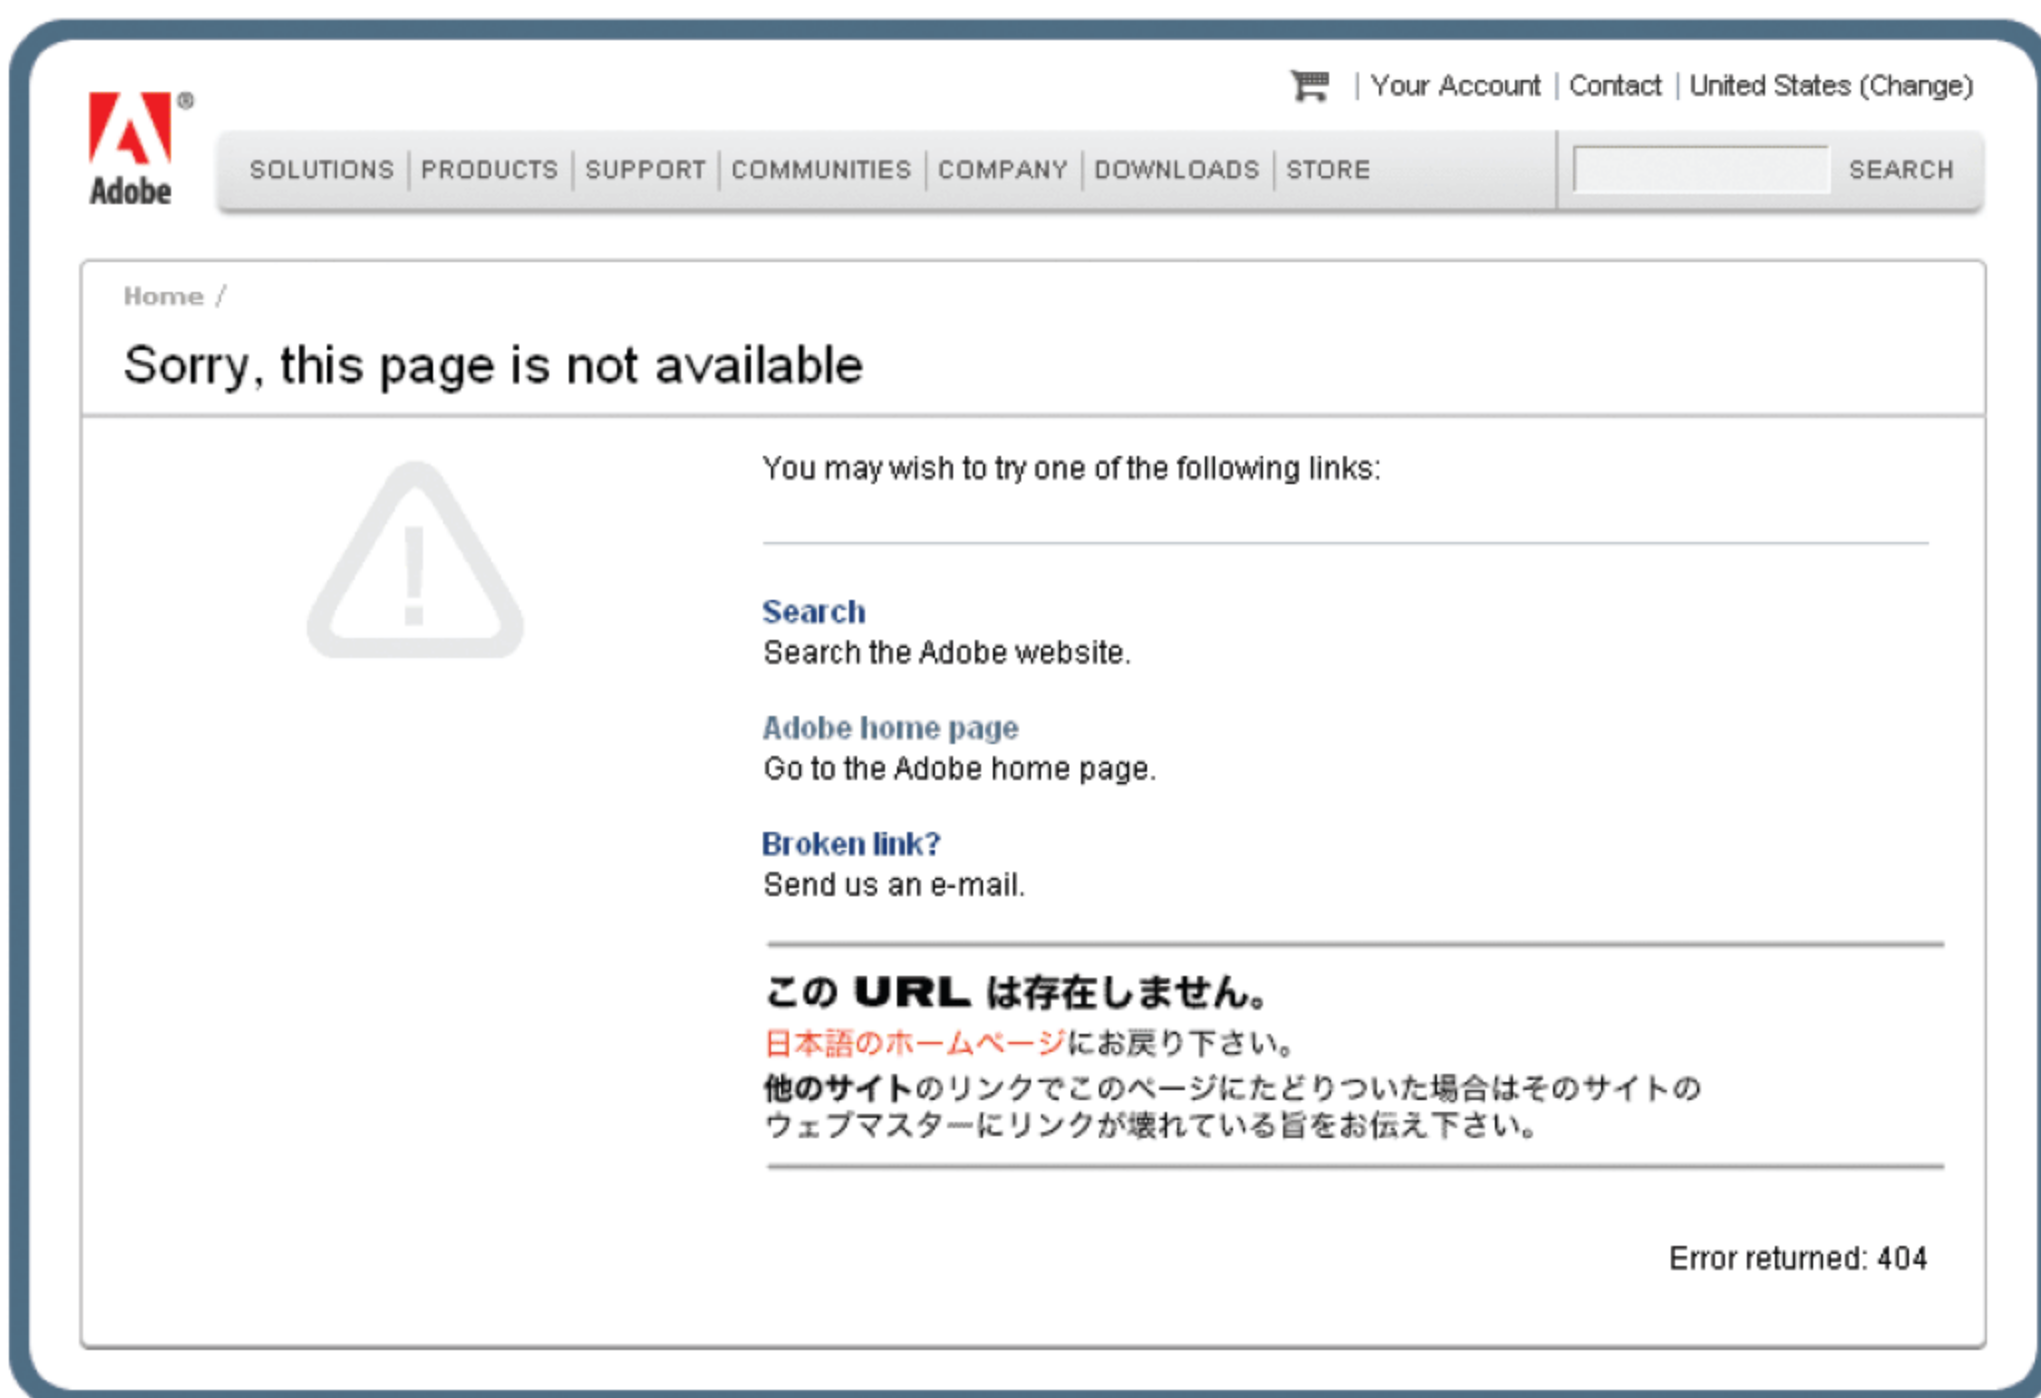 | Your Account | Contact | United States (Change)
®
Adobe
SOLUTIONS | PRODUCTS | SUPPORT | COMMUNITIES | COMPANY | DOWNLOADS | STORE
SEARCH
Home /
Sorry, this page is not available
!
You may wish to try one of the following links:
Search
Search the Adobe website.
Adobe home page
Go to the Adobe home page.
Broken link?
Send us an e-mail.
この URL は存在しません。
日本語のホームページにお戻り下さい。
他のサイトのリンクでこのページにたどりついた場合はそのサイトの
ウェブマスターにリンクが壊れている旨をお伝え下さい。
Error returned: 404